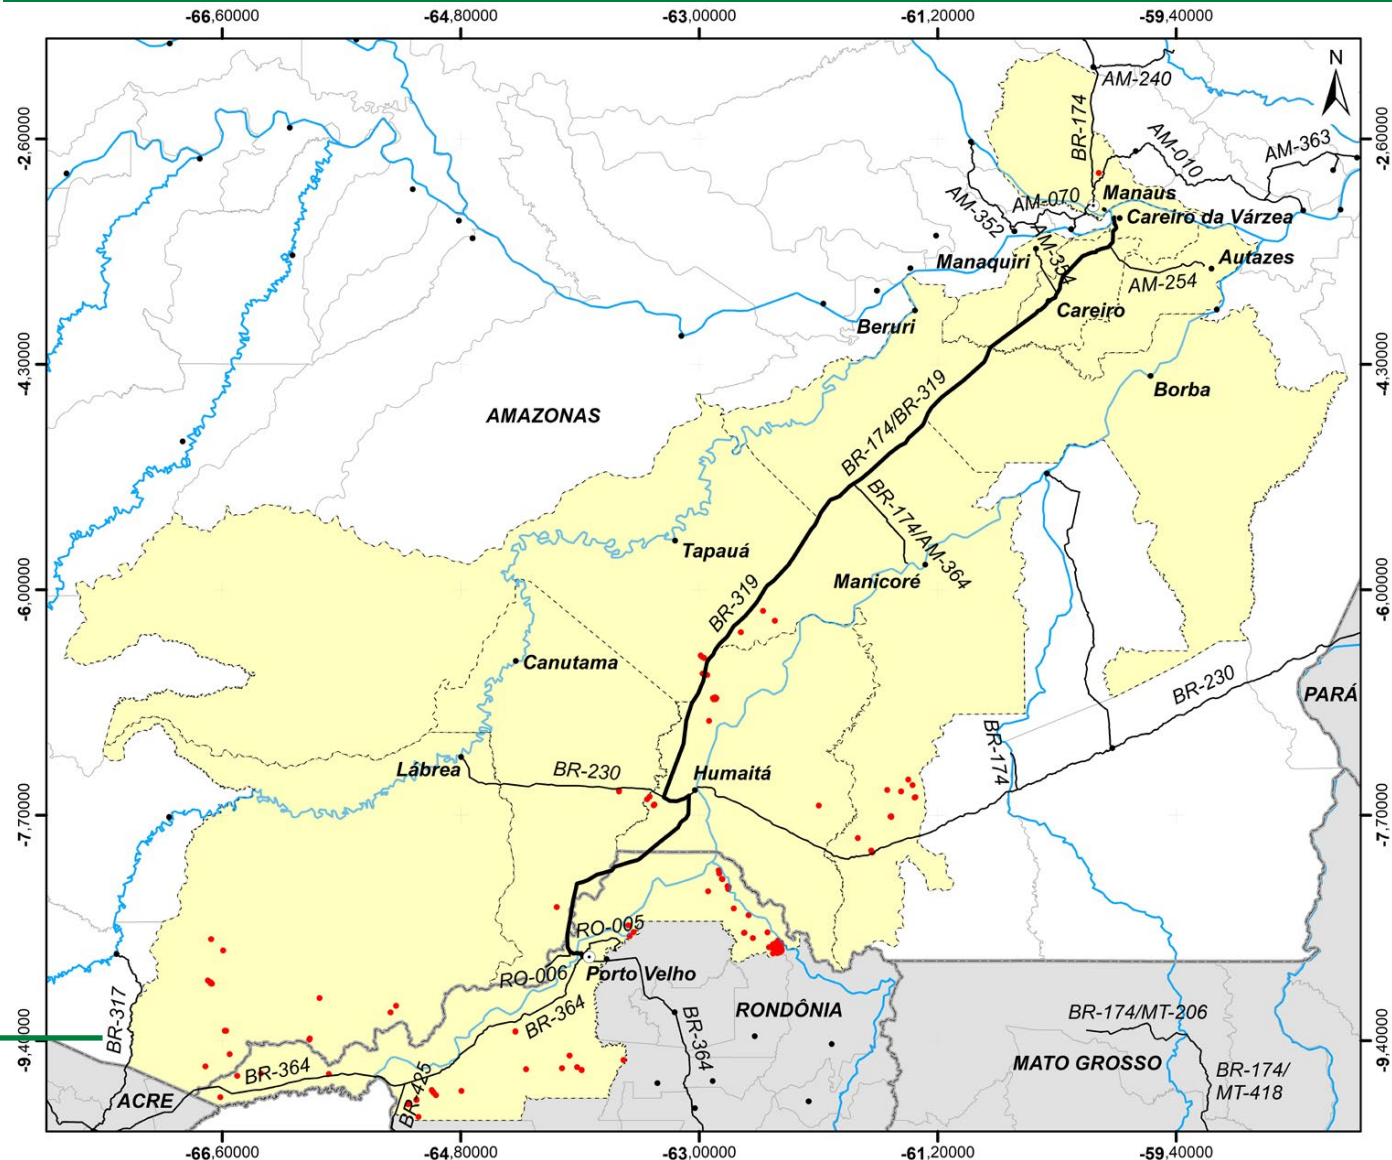 -66,60000
-64,80000
-63,00000
-61,20000
-59,40000
N
AM-240
BR-174
-2,60000
-2,60000
AM-010
AM-363
AM-352
AM-070
Manaus
Careiro da Várzea
Manaquiri
AM-354
Autazes
AM-254
Careiro
Beruri
-4,30000
-4,30000
Borba
AMAZONAS
BR-174/BR-319
BR-174/AM-364
Tapauá
Manicoré
-6,00000
-6,00000
BR-319
Canutama
BR-230
PARÁ
BR-174
Lábrea
BR-230
Humaitá
-7,70000
-7,70000
RO-005
RO-006
Porto Velho
BR-317
BR-364
BR-364
RONDÔNIA
BR-174/MT-206
-9,40000
-9,40000
MATO GROSSO
BR-364
BR-425
BR-174/
MT-418
ACRE
-66,60000
-64,80000
-63,00000
-61,20000
-59,40000